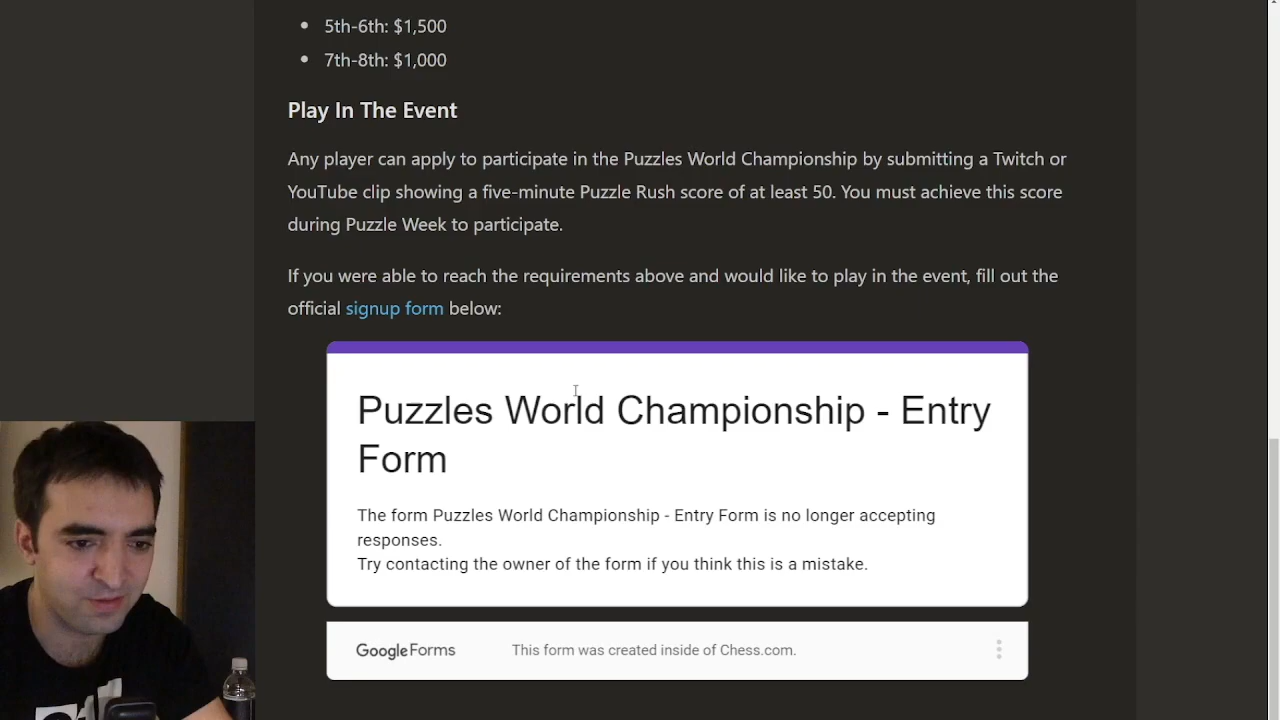 5th-6th: $1,500
7th-8th: $1,000
Play In The Event
Any player can apply to participate in the Puzzles World Championship by submitting a Twitch or
YouTube clip showing a five-minute Puzzle Rush score of at least 50. You must achieve this score
during Puzzle Week to participate.
If you were able to reach the requirements above and would like to play in the event, fill out the
official signup form below:
Puzzles World Championship - Entry
Form
The form Puzzles World Championship - Entry Form is no longer accepting
responses.
Try contacting the owner of the form if you think this is a mistake.
Google Forms This form was created inside of Chess.com.